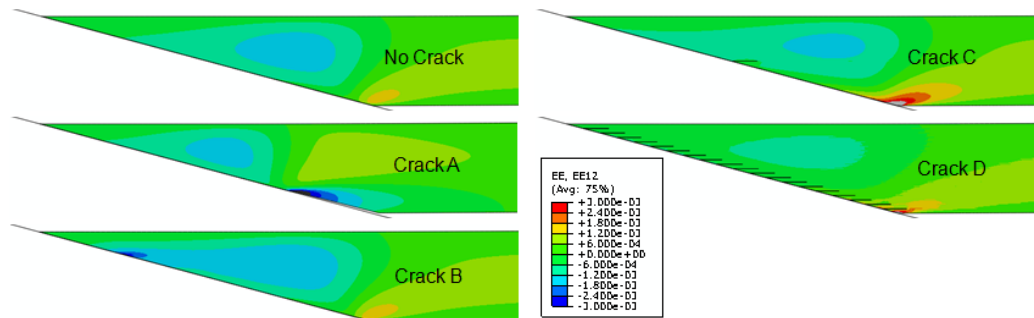 No Crack
Crack A
Crack B
Crack C
Crack D
EE, EE12
(Avg: 75%)
+3.000e-03
+2.400e-03
+1.800e-03
+1.200e-03
+6.000e-04
+0.000e+00
-6.000e-04
-1.200e-03
-1.800e-03
-2.400e-03
-3.000e-03